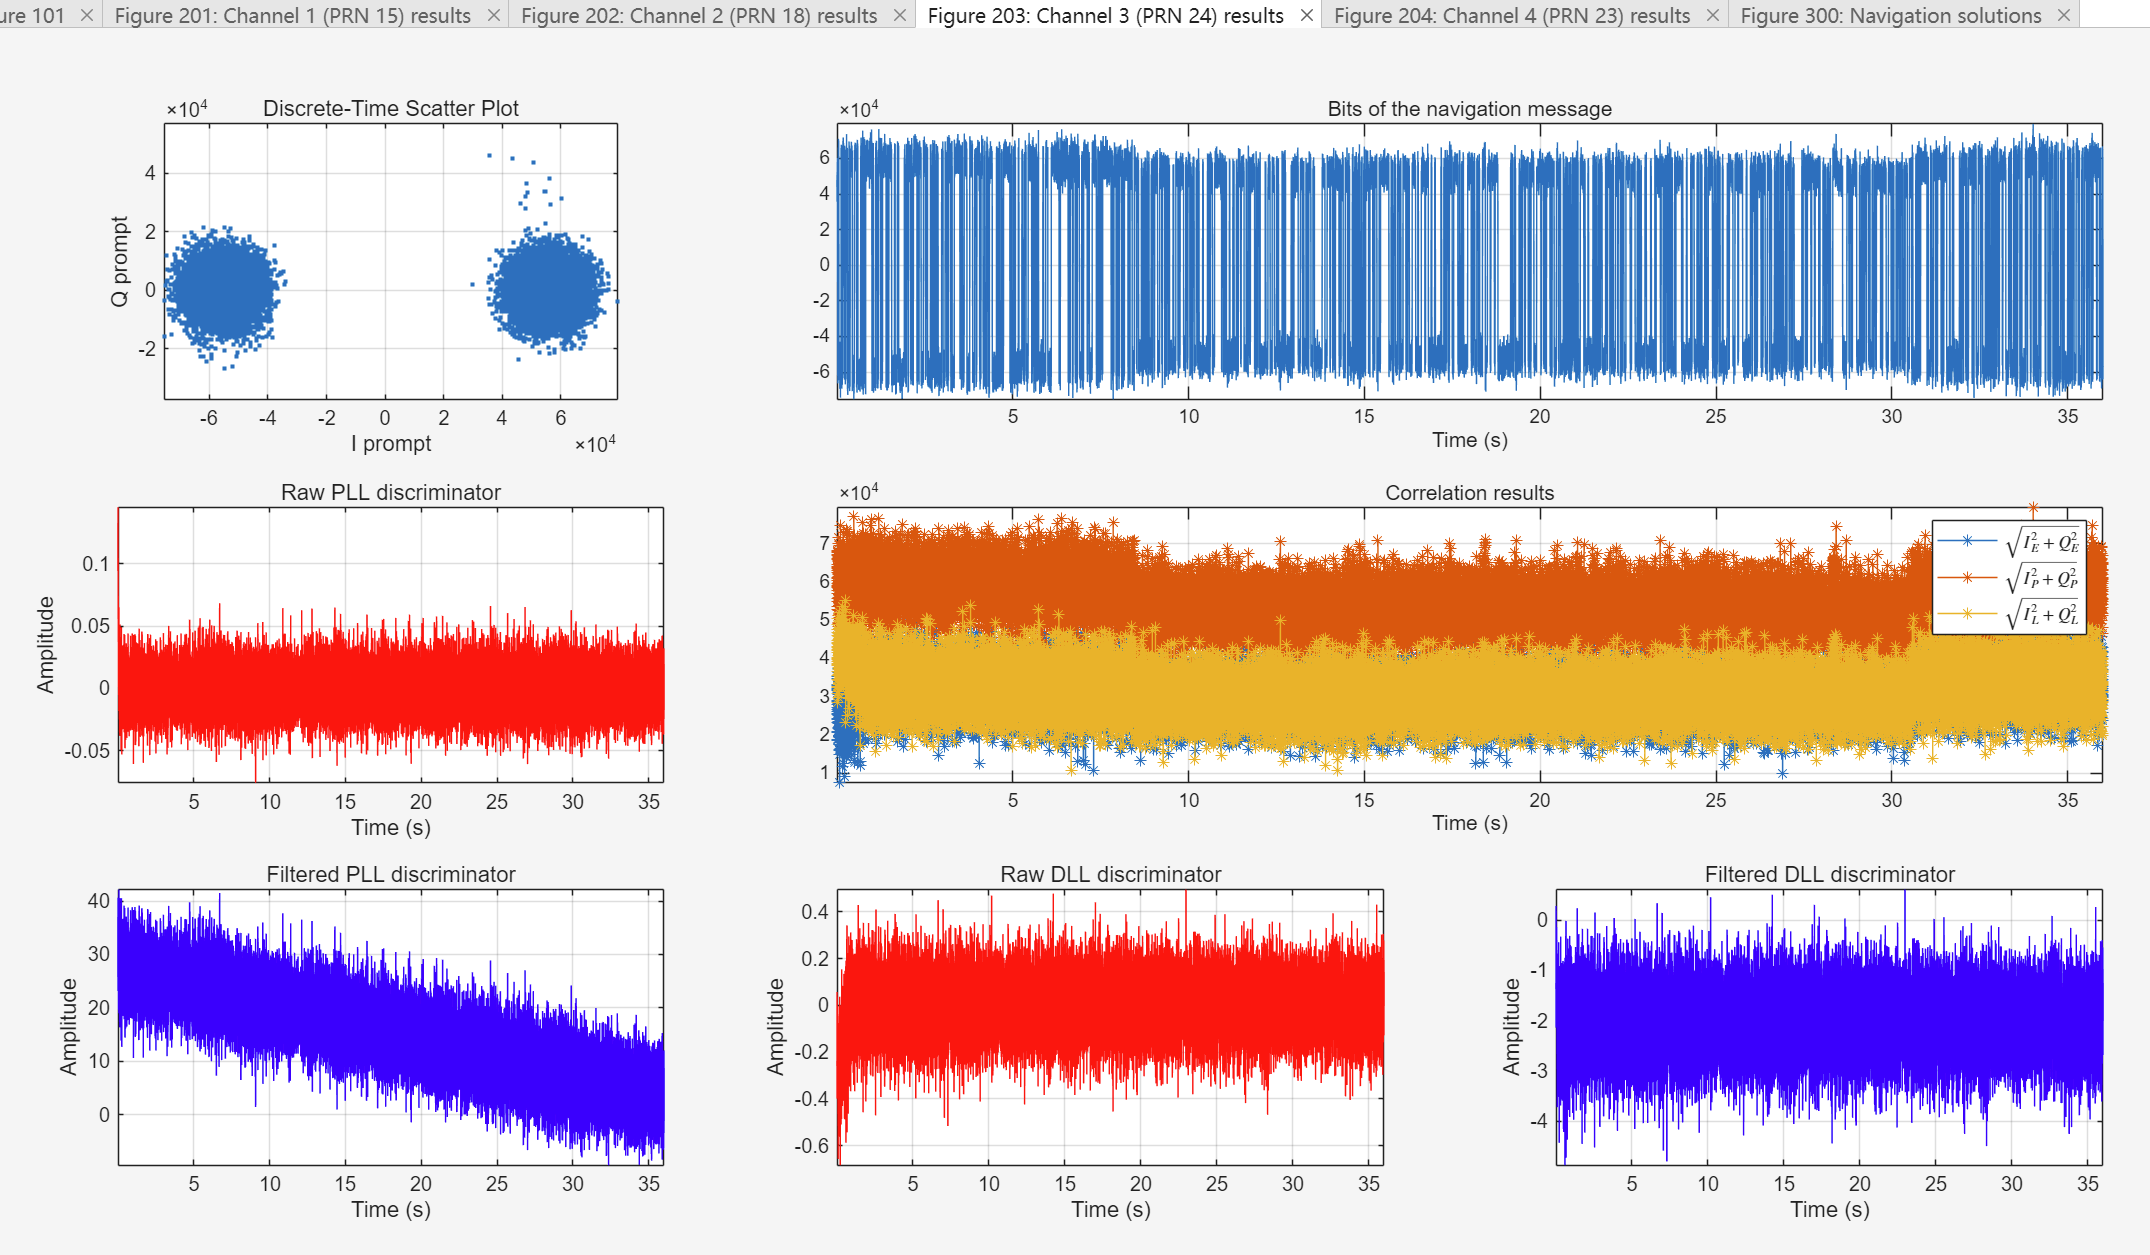 ure 101 ×
Figure 201: Channel 1 (PRN 15) results ×
Figure 202: Channel 2 (PRN 18) results ×
Figure 203: Channel 3 (PRN 24) results ×
Figure 204: Channel 4 (PRN 23) results ×
Figure 300: Navigation solutions ×
×10⁴
Discrete-Time Scatter Plot
4
2
0
-2
Q prompt
-6 -4 -2 0 2 4 6
I prompt
×10⁴
×10⁴
Bits of the navigation message
6
4
2
0
-2
-4
-6
5 10 15 20 25 30 35
Time (s)
Raw PLL discriminator
0.1
0.05
0
-0.05
Amplitude
5 10 15 20 25 30 35
Time (s)
×10⁴
Correlation results
7
6
5
4
3
2
1
√(I_E² + Q_E²)
√(I_P² + Q_P²)
√(I_L² + Q_L²)
5 10 15 20 25 30 35
Time (s)
Filtered PLL discriminator
40
30
20
10
0
Amplitude
5 10 15 20 25 30 35
Time (s)
Raw DLL discriminator
0.4
0.2
0
-0.2
-0.4
-0.6
Amplitude
5 10 15 20 25 30 35
Time (s)
Filtered DLL discriminator
0
-1
-2
-3
-4
Amplitude
5 10 15 20 25 30 35
Time (s)